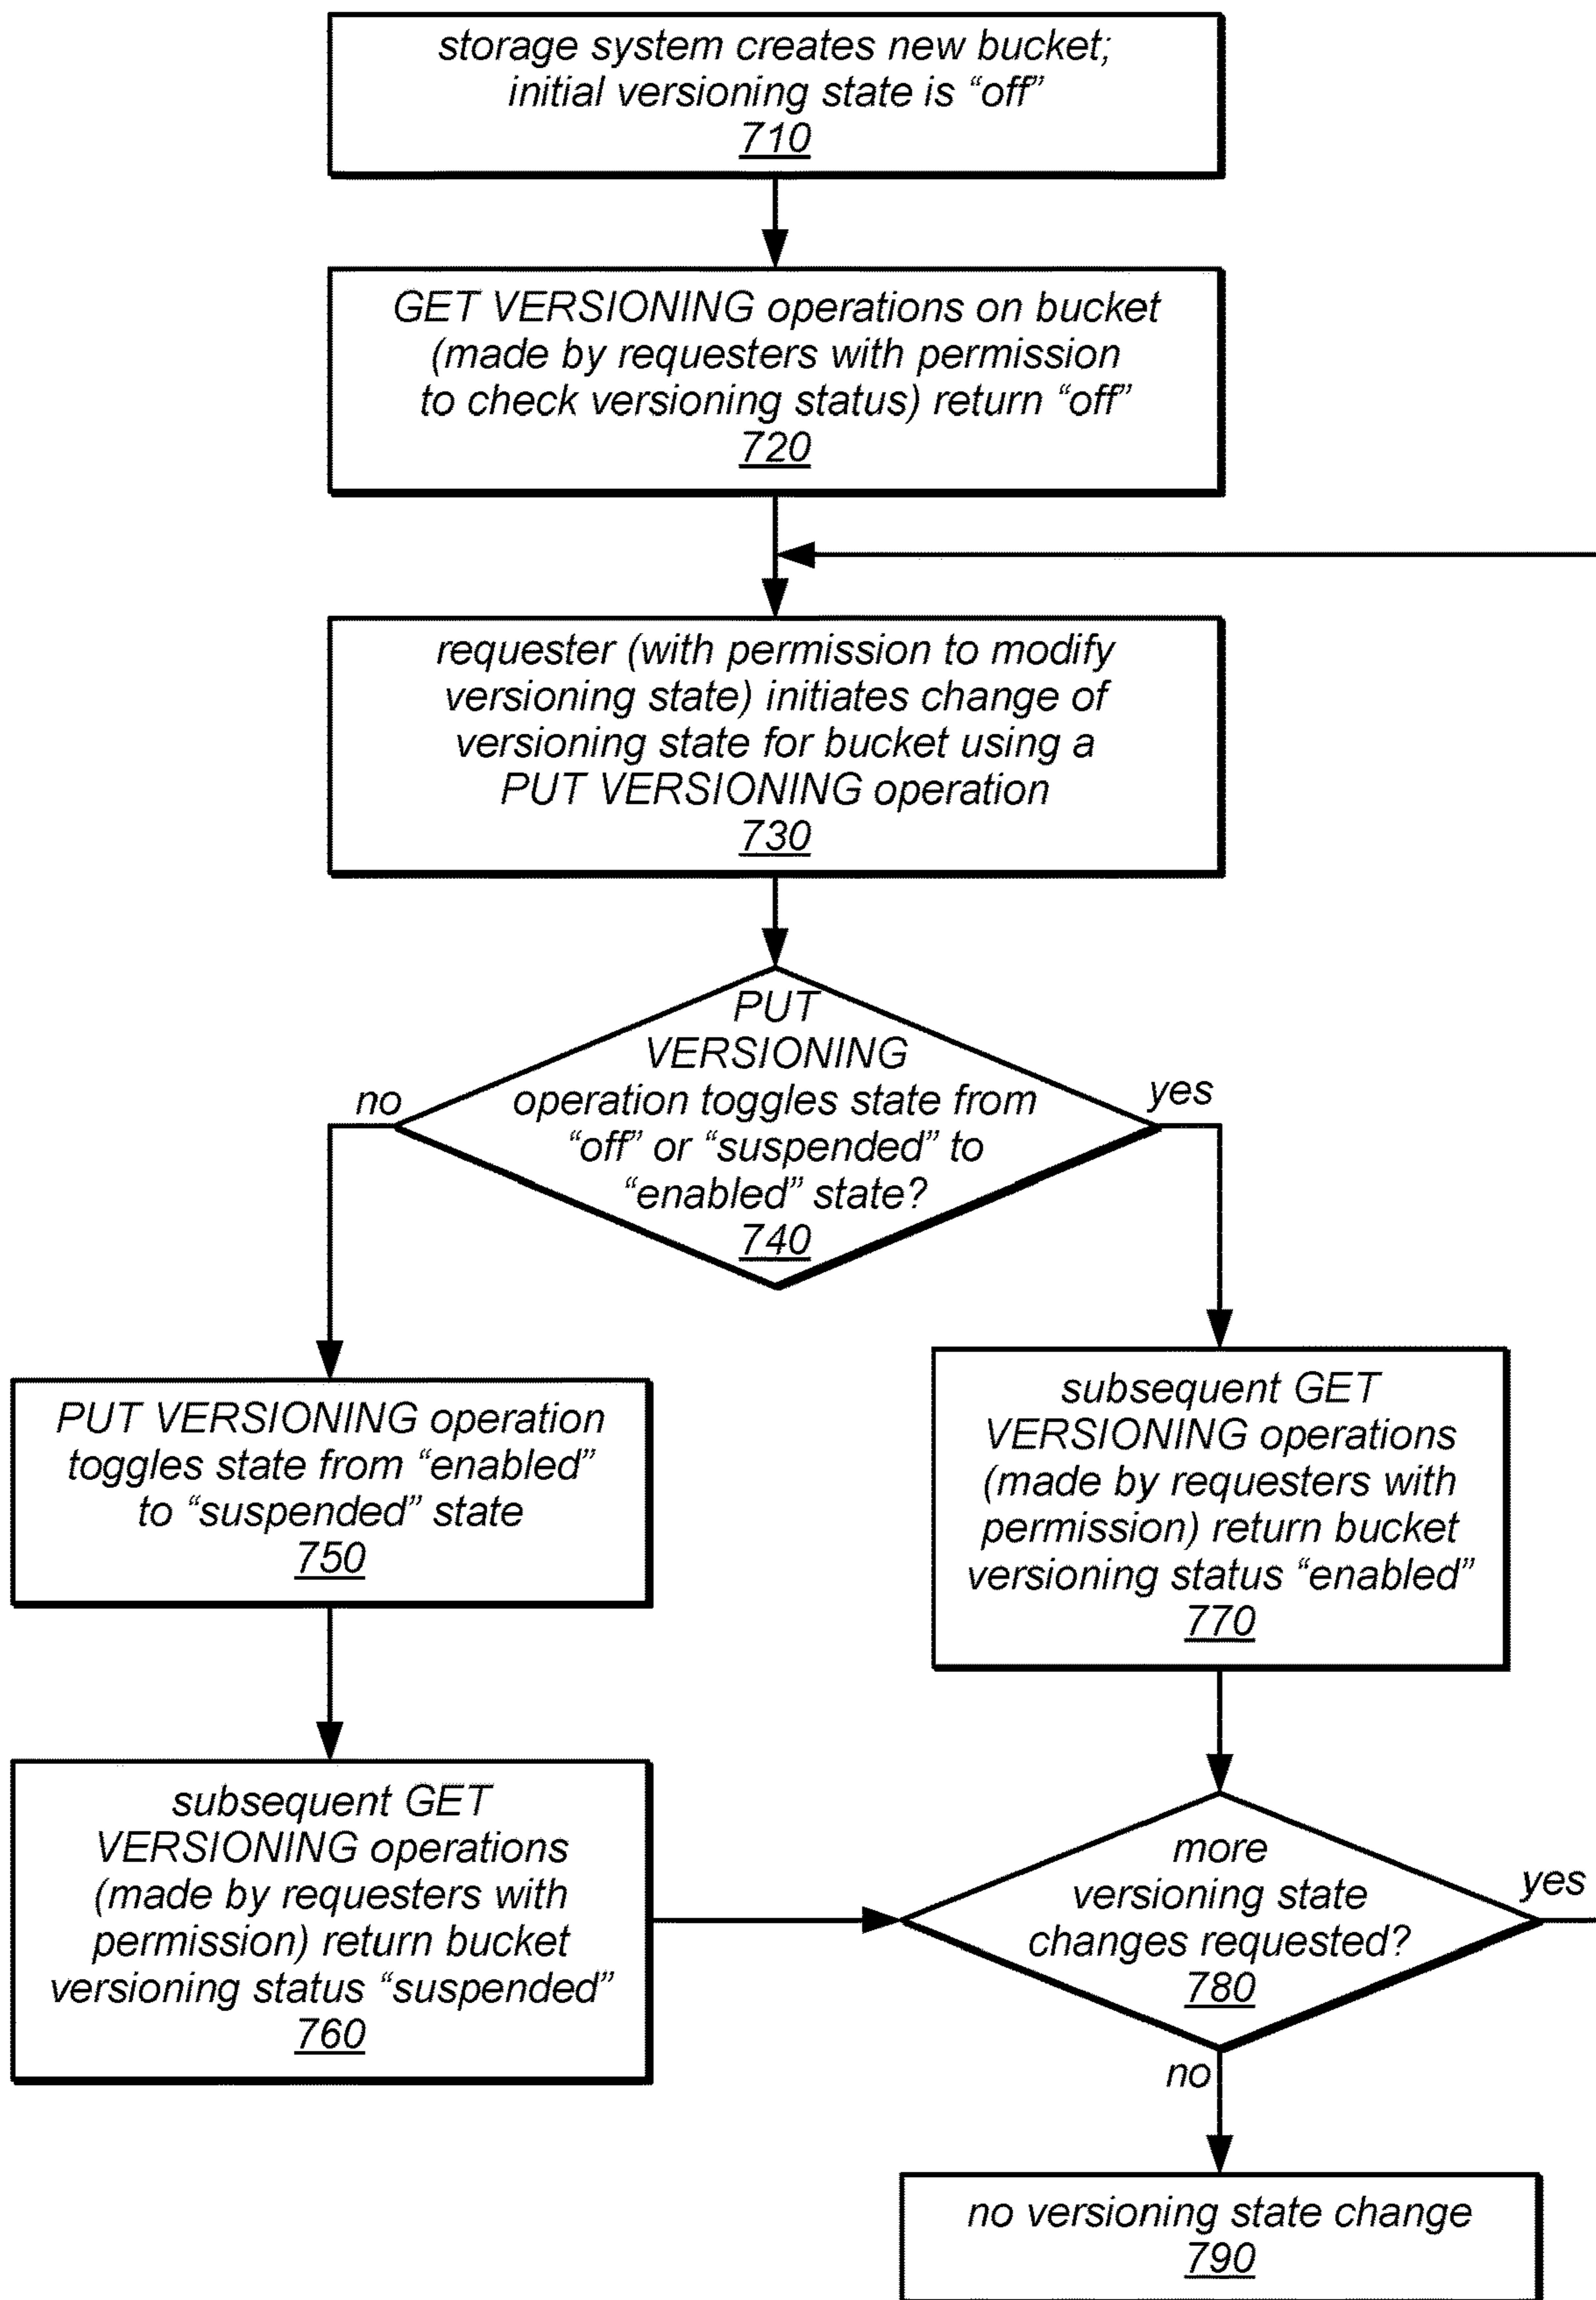 storage system creates new bucket;
initial versioning state is “off”
710
GET VERSIONING operations on bucket
(made by requesters with permission
to check versioning status) return “off”
720
requester (with permission to modify
versioning state) initiates change of
versioning state for bucket using a
PUT VERSIONING operation
730
PUT
VERSIONING
operation toggles state from
“off” or “suspended” to
“enabled” state?
740
no
yes
PUT VERSIONING operation
toggles state from “enabled”
to “suspended” state
750
subsequent GET
VERSIONING operations
(made by requesters with
permission) return bucket
versioning status “enabled”
770
subsequent GET
VERSIONING operations
(made by requesters with
permission) return bucket
versioning status “suspended”
760
more
versioning state
changes requested?
780
yes
no
no versioning state change
790